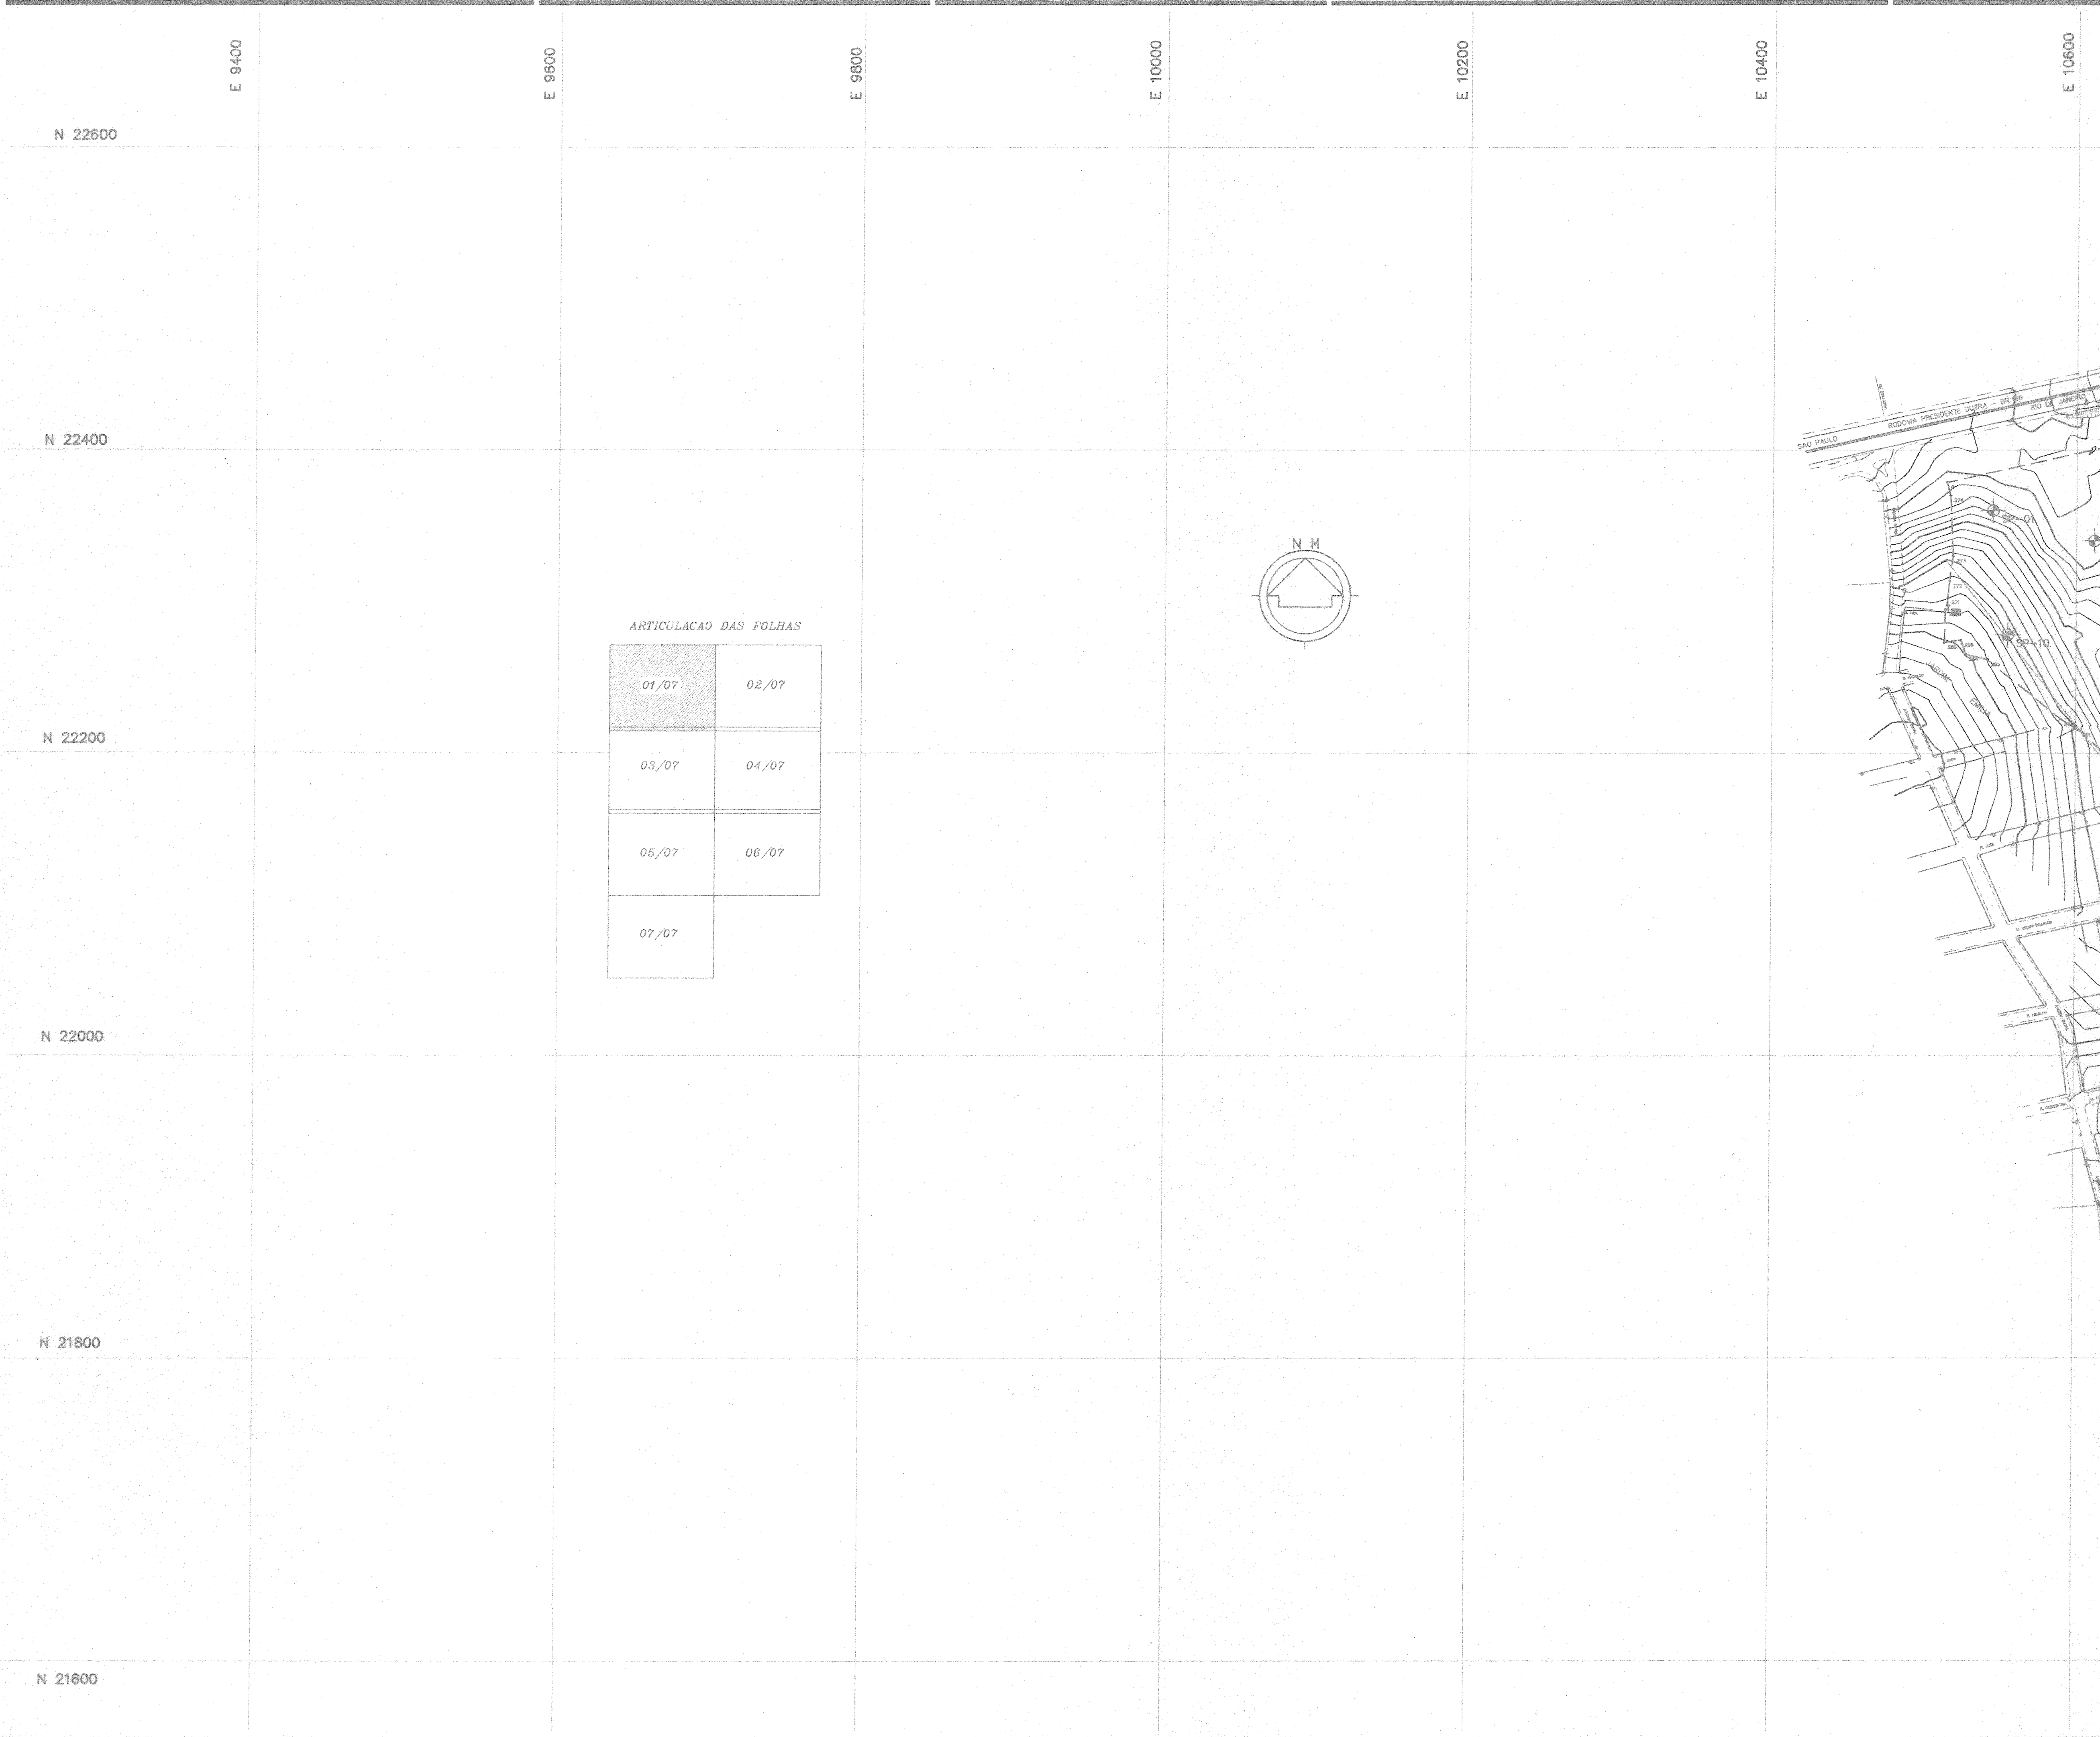 E 9400
E 9600
E 9800
E 10000
E 10200
E 10400
E 10600
N 22600
N 22400
N 22200
N 22000
N 21800
N 21600
SAO PAULO
RODOVIA PRESIDENTE DUTRA - BR.116
RIO DE JANEIRO
SP-01
SP-10
JARDIM
EMILIA
N M
ARTICULACAO DAS FOLHAS
01/07
02/07
03/07
04/07
05/07
06/07
07/07